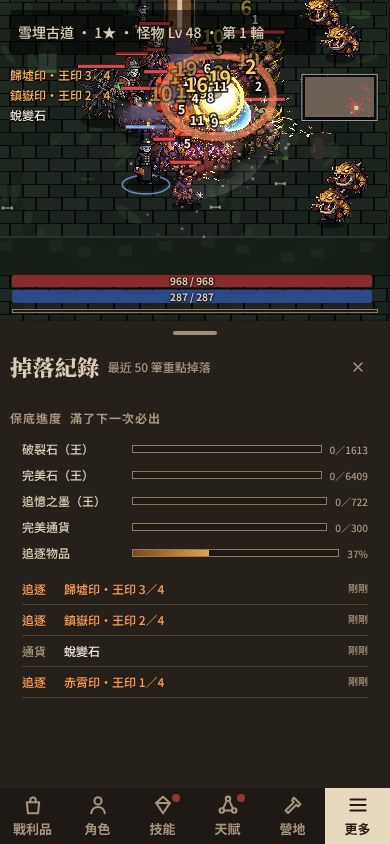 雪埋古道 · 1★ · 怪物 Lv 48 · 第 1 輪
歸墟印・王印 3／4
鎮獄印・王印 2／4
蛻變石
968 / 968
287 / 287
掉落紀錄 最近 50 筆重點掉落 ×
保底進度 滿了下一次必出
破裂石（王） 0/1613
完美石（王） 0/6409
追憶之墨（王） 0/722
完美通貨 0/300
追逐物品 37%
追逐 歸墟印・王印 3／4 剛剛
追逐 鎮獄印・王印 2／4 剛剛
通貨 蛻變石 剛剛
追逐 赤霄印・王印 1／4 剛剛
戰利品 角色 技能 天賦 營地 更多